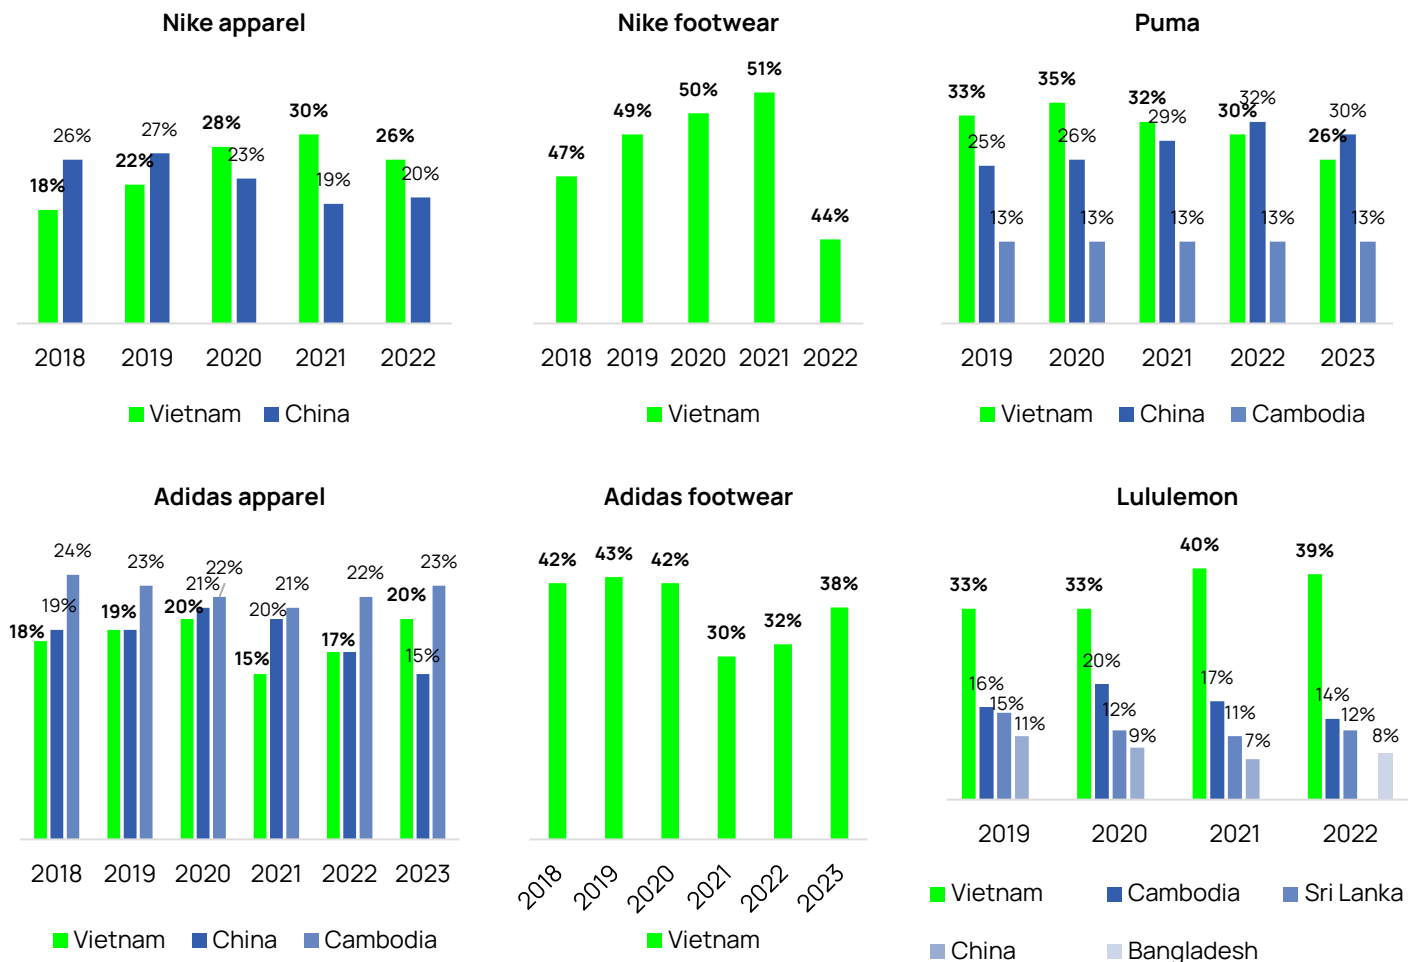 Nike apparel
18% 26% 22% 27% 28% 23% 30% 19% 26% 20%
2018 2019 2020 2021 2022
Vietnam China
Nike footwear
47% 49% 50% 51% 44%
2018 2019 2020 2021 2022
Vietnam
Puma
33% 25% 13% 35% 26% 13% 32% 29% 13% 30% 32% 13% 26% 30% 13%
2019 2020 2021 2022 2023
Vietnam China Cambodia
Adidas apparel
18% 19% 24% 19% 23% 20% 21% 22% 15% 20% 21% 17% 22% 20% 15% 23%
2018 2019 2020 2021 2022 2023
Vietnam China Cambodia
Adidas footwear
42% 43% 42% 30% 32% 38%
2018 2019 2020 2021 2022 2023
Vietnam
Lululemon
33% 16% 15% 11% 33% 20% 12% 9% 40% 17% 11% 7% 39% 14% 12% 8%
2019 2020 2021 2022
Vietnam Cambodia Sri Lanka
China Bangladesh